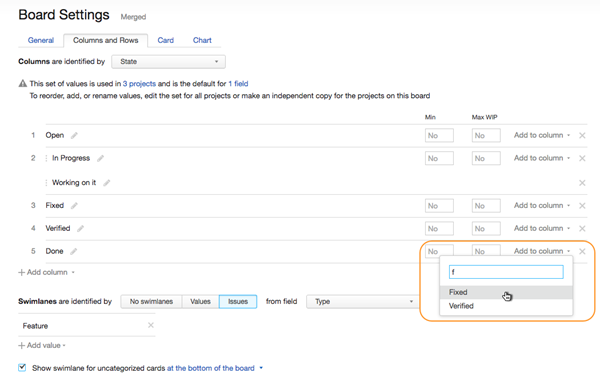 Board Settings Merged
General Columns and Rows Card Chart
Columns are identified by State
This set of values is used in 3 projects and is the default for 1 field
To reorder, add, or rename values, edit the set for all projects or make an independent copy for the projects on this board
Min Max WIP
1 Open No No Add to column
2 In Progress No No Add to column
Working on it
3 Fixed No No Add to column
4 Verified No No Add to column
5 Done No No Add to column
+ Add column
f
Fixed
Verified
Swimlanes are identified by No swimlanes Values Issues from field Type
Feature
+ Add value
Show swimlane for uncategorized cards at the bottom of the board